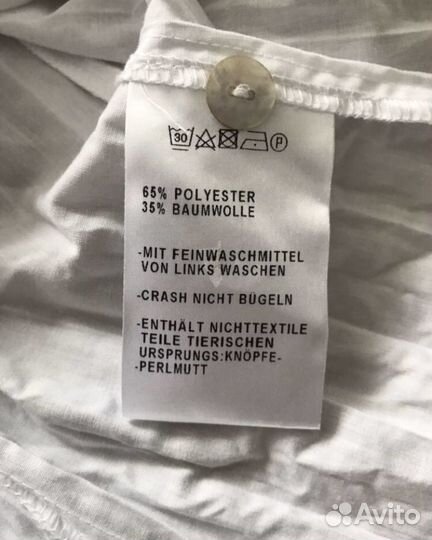 30 P
65% POLYESTER
35% BAUMWOLLE
-MIT FEINWASCHMITTEL
VON LINKS WASCHEN
-CRASH NICHT BÜGELN
-ENTHÄLT NICHTTEXTILE
TEILE TIERISCHEN
URSPRUNGS:KNÖPFE-
-PERLMUTT
Avito